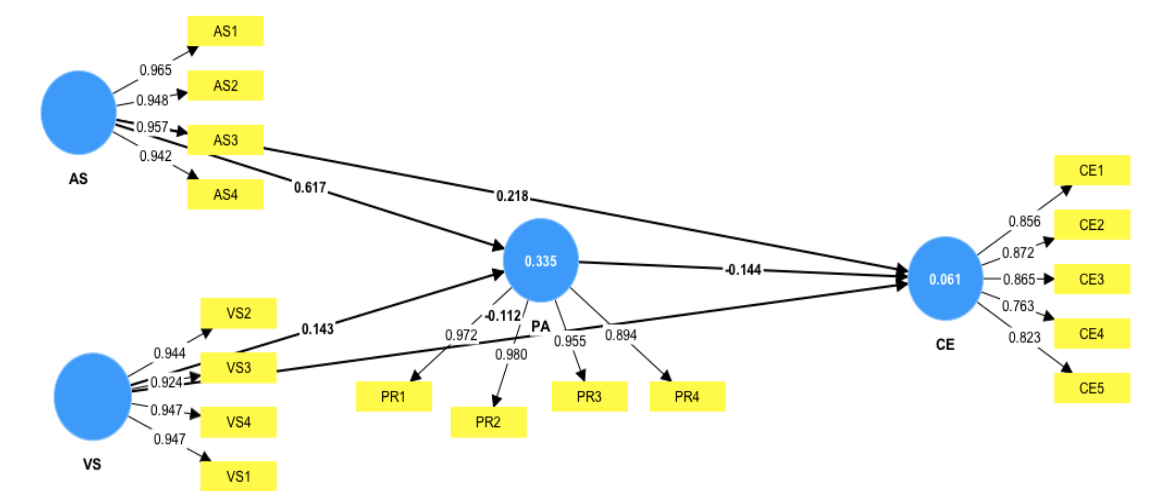 AS1
0.965
AS2
0.948
0.957
AS3
0.942
AS
AS4
0.617
0.218
CE1
0.856
CE2
0.872
0.335
-0.144
0.061
0.865
CE3
0.763
CE4
CE
0.823
CE5
VS2
-0.112
PA
0.143
0.972
0.980
0.955
0.894
0.944
VS3
0.924
0.947
VS4
0.947
VS
VS1
PR1
PR2
PR3
PR4